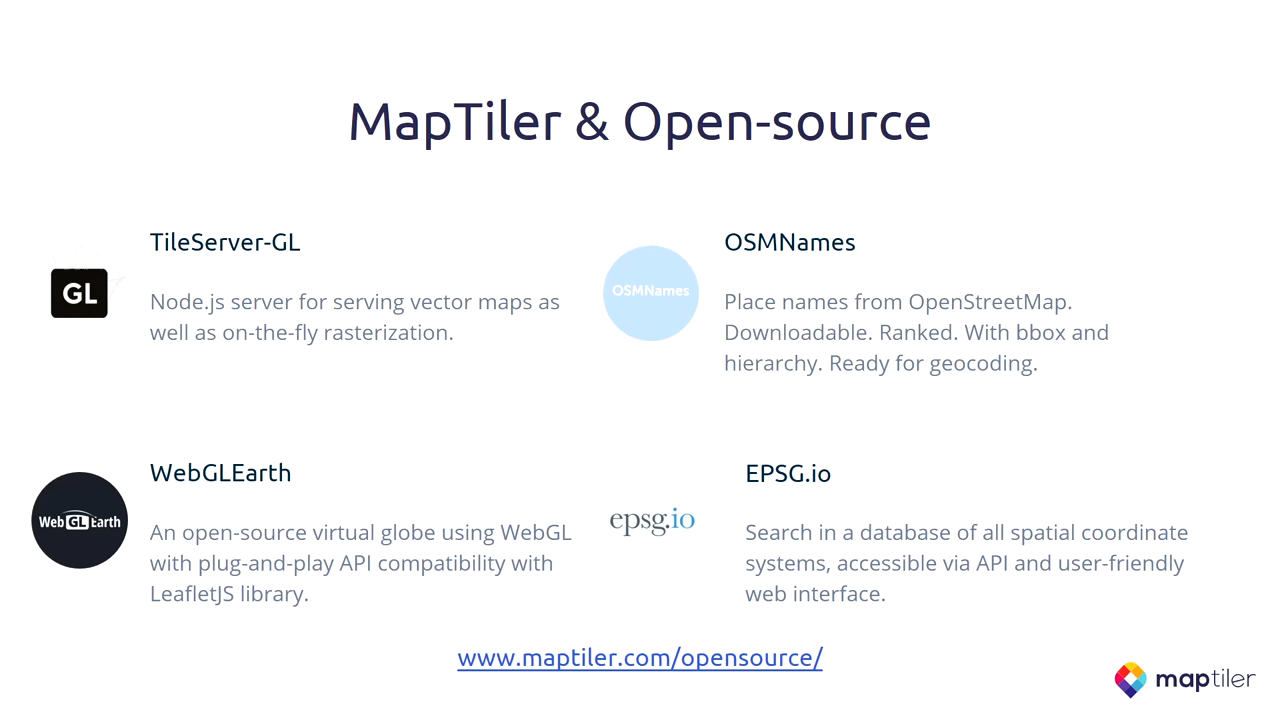 MapTiler & Open-source
GL
TileServer-GL
Node.js server for serving vector maps as
well as on-the-fly rasterization.
OSMNames
OSMNames
Place names from OpenStreetMap.
Downloadable. Ranked. With bbox and
hierarchy. Ready for geocoding.
Web GL Earth
WebGLEarth
An open-source virtual globe using WebGL
with plug-and-play API compatibility with
LeafletJS library.
epsg.io
EPSG.io
Search in a database of all spatial coordinate
systems, accessible via API and user-friendly
web interface.
www.maptiler.com/opensource/
maptiler